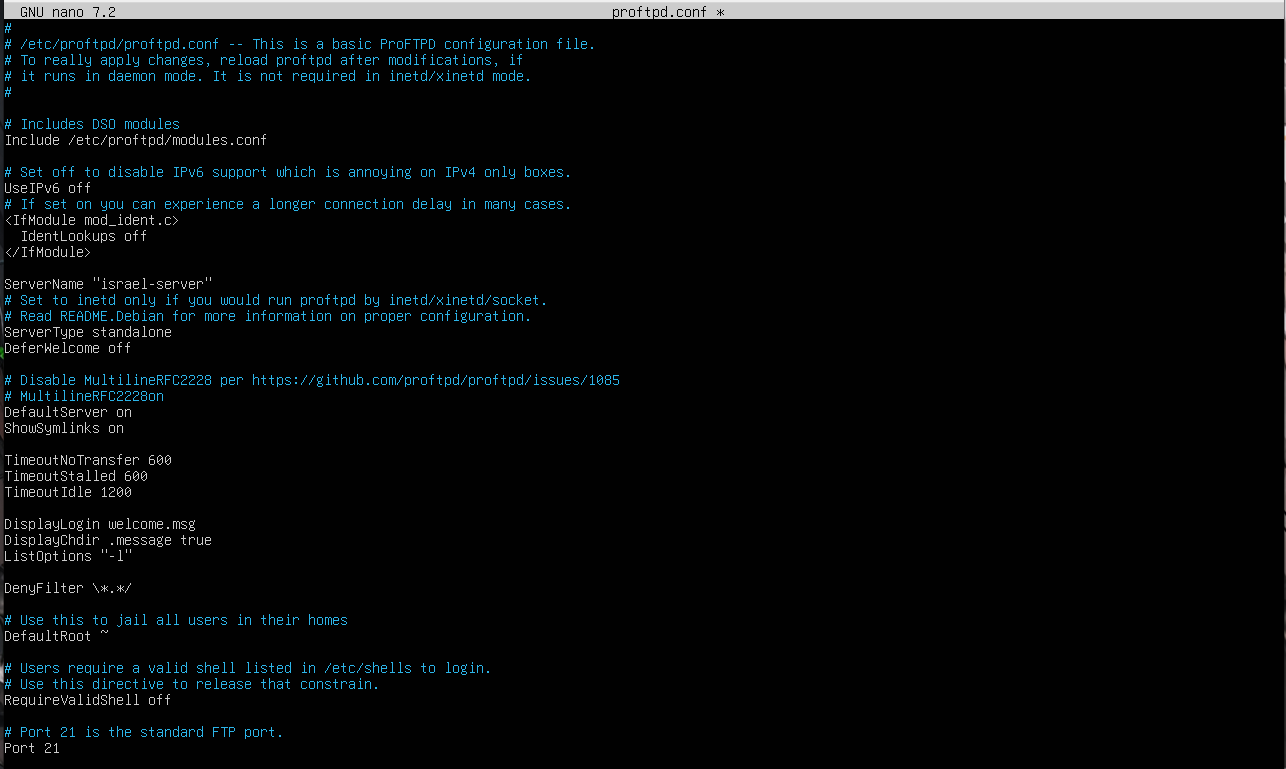 GNU nano 7.2 proftpd.conf *
#
# /etc/proftpd/proftpd.conf -- This is a basic ProFTPD configuration file.
# To really apply changes, reload proftpd after modifications, if
# it runs in daemon mode. It is not required in inetd/xinetd mode.
#
# Includes DSO modules
Include /etc/proftpd/modules.conf
# Set off to disable IPv6 support which is annoying on IPv4 only boxes.
UseIPv6 off
# If set on you can experience a longer connection delay in many cases.
<IfModule mod_ident.c>
  IdentLookups off
</IfModule>
ServerName "israel-server"
# Set to inetd only if you would run proftpd by inetd/xinetd/socket.
# Read README.Debian for more information on proper configuration.
ServerType standalone
DeferWelcome off
# Disable MultilineRFC2228 per https://github.com/proftpd/proftpd/issues/1085
# MultilineRFC2228on
DefaultServer on
ShowSymlinks on
TimeoutNoTransfer 600
TimeoutStalled 600
TimeoutIdle 1200
DisplayLogin welcome.msg
DisplayChdir .message true
ListOptions "-l"
DenyFilter \*.*/
# Use this to jail all users in their homes
DefaultRoot ~
# Users require a valid shell listed in /etc/shells to login.
# Use this directive to release that constrain.
RequireValidShell off
# Port 21 is the standard FTP port.
Port 21